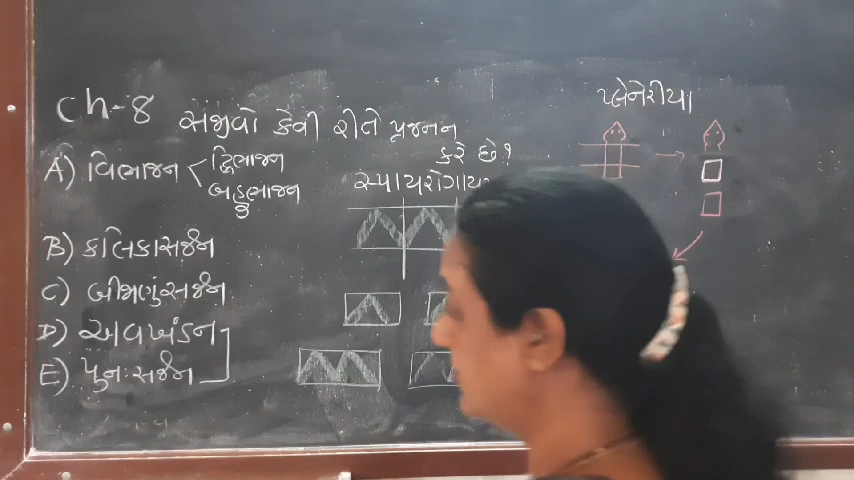 Ch-8 સજીવો કેવી રીતે પ્રજનન
કરે છે?
A) વિભાજન < દ્વિભાજન
બહુભાજન
B) કલિકાસર્જન
C) બીજાણુંસર્જન
D) અવખંડન
E) પુનઃસર્જન
સ્પાયરોગાયરા
પ્લેનેરીયા